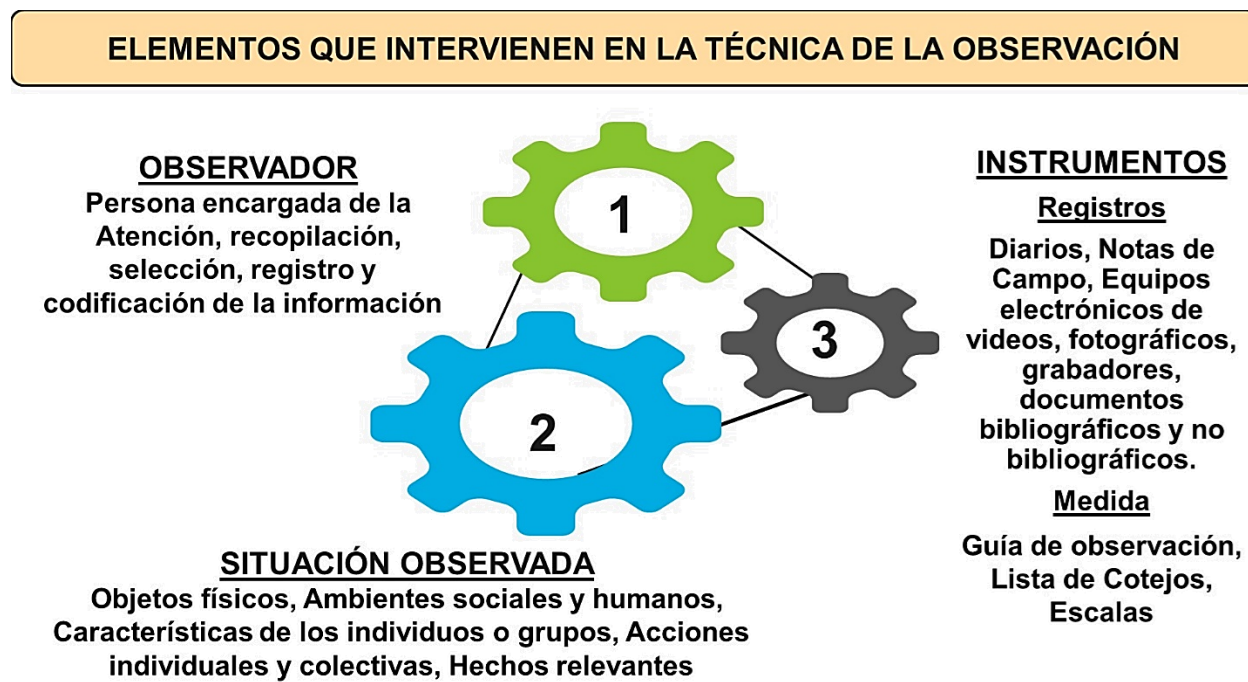 ELEMENTOS QUE INTERVIENEN EN LA TÉCNICA DE LA OBSERVACIÓN
OBSERVADOR
Persona encargada de la
Atención, recopilación,
selección, registro y
codificación de la información
1
2
3
SITUACIÓN OBSERVADA
Objetos físicos, Ambientes sociales y humanos,
Características de los individuos o grupos, Acciones
individuales y colectivas, Hechos relevantes
INSTRUMENTOS
Registros
Diarios, Notas de
Campo, Equipos
electrónicos de
videos, fotográficos,
grabadores,
documentos
bibliográficos y no
bibliográficos.
Medida
Guía de observación,
Lista de Cotejos,
Escalas